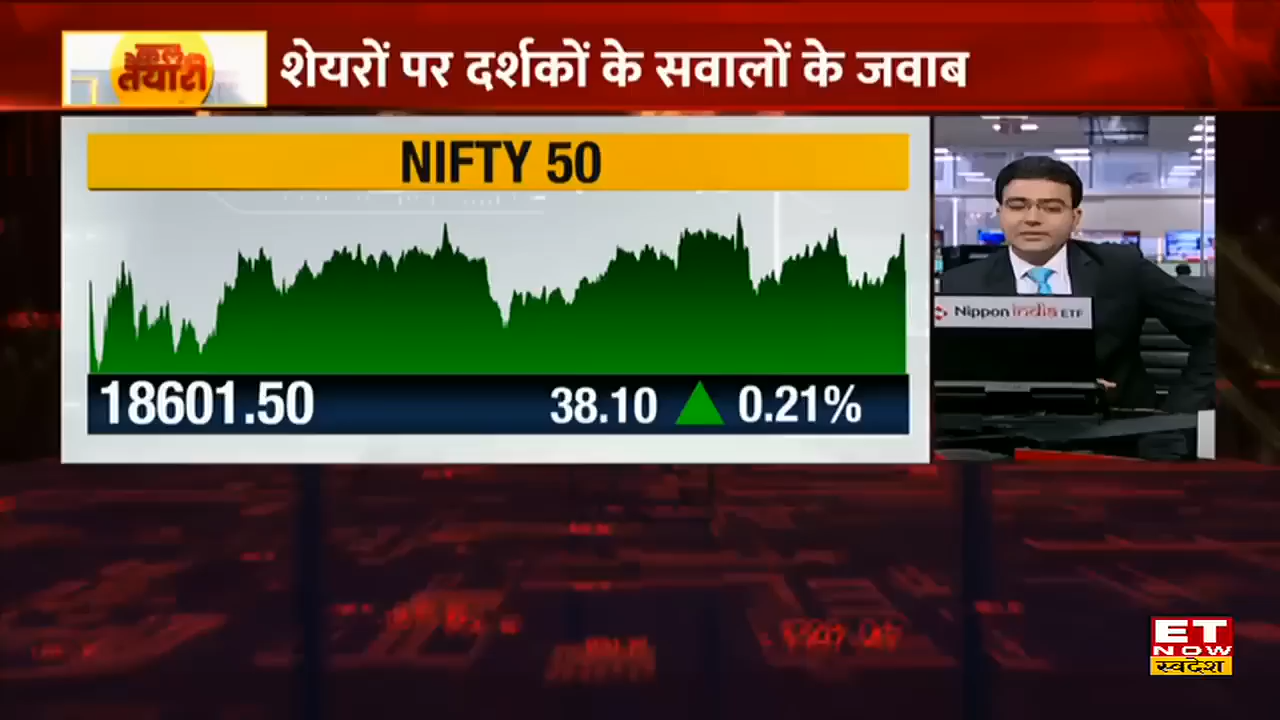 कल की
तैयारी
शेयरों पर दर्शकों के सवालों के जवाब
NIFTY 50
18601.50 38.10 0.21%
Nippon india ETF
ET
NOW
स्वदेश